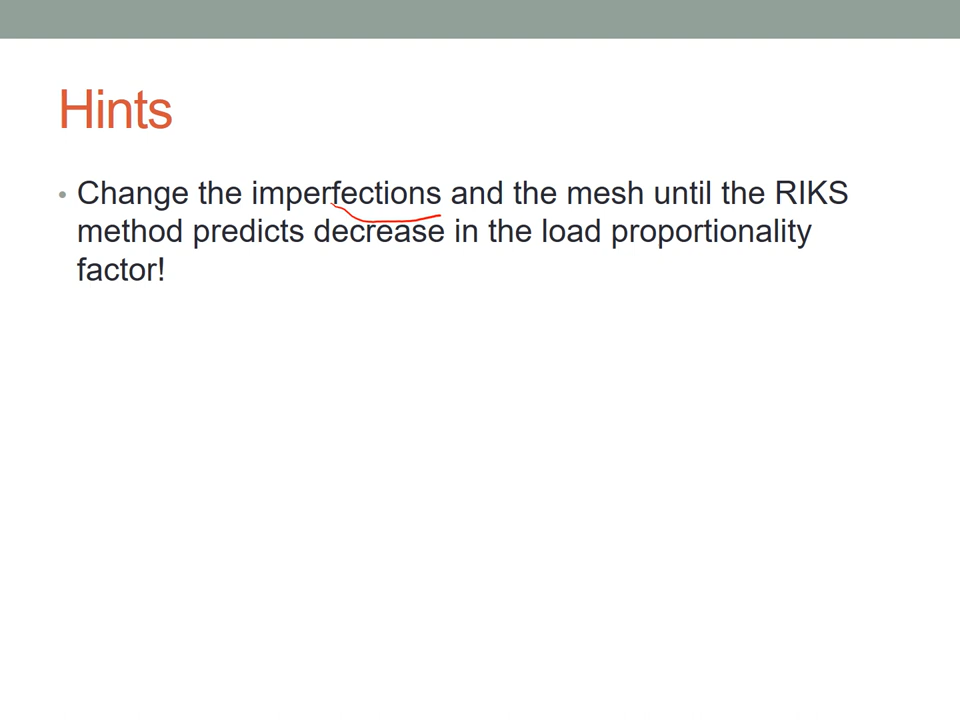 Hints
• Change the imperfections and the mesh until the RIKS
method predicts decrease in the load proportionality
factor!